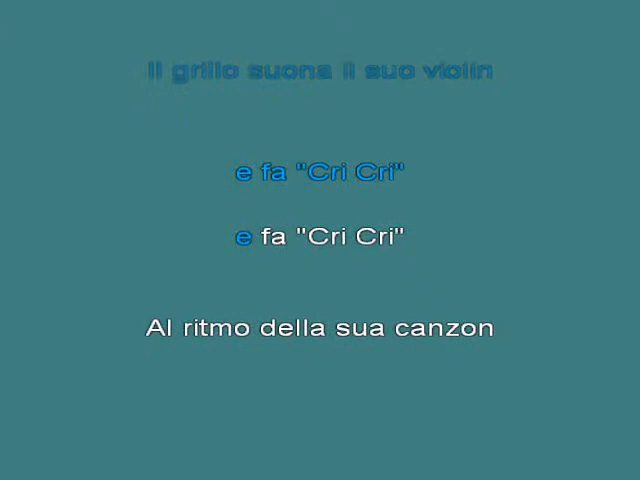 Il grillo suona il suo violin
e fa "Cri Cri"
e fa "Cri Cri"
Al ritmo della sua canzon